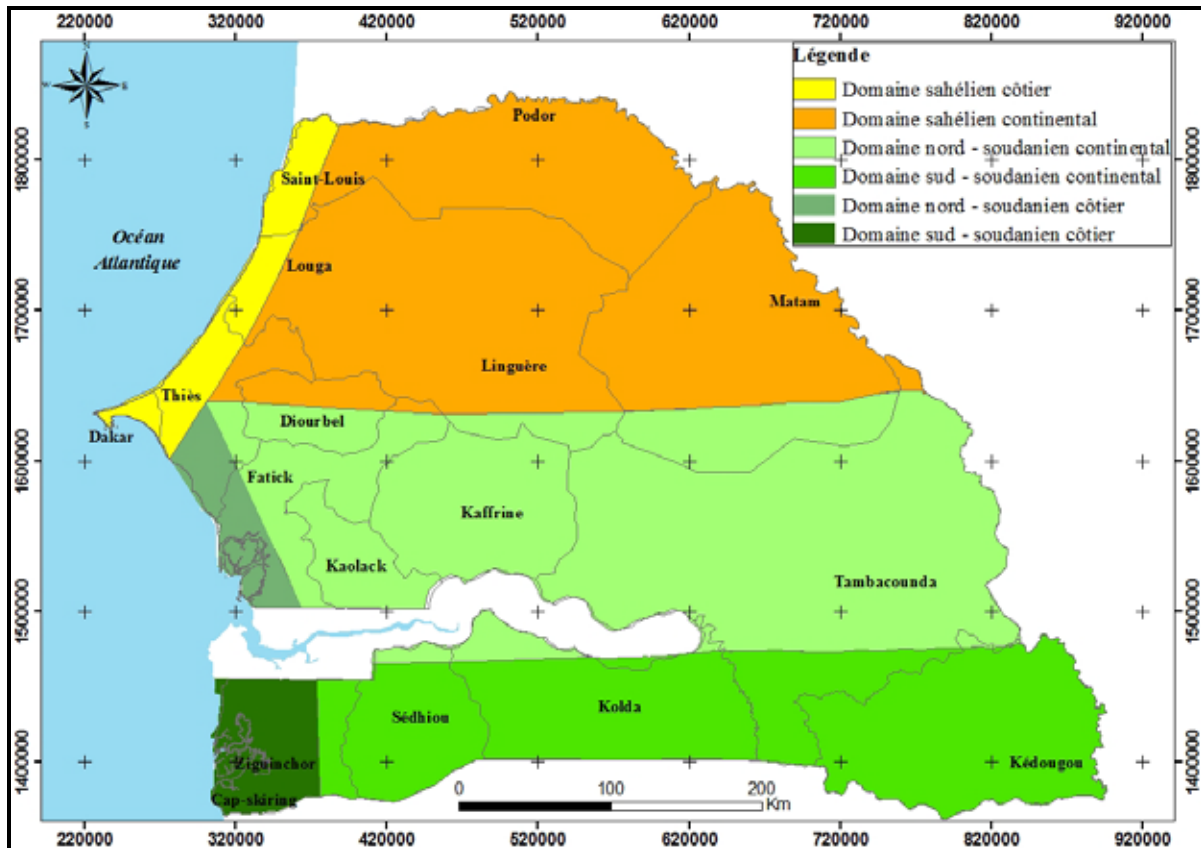 220000 320000 420000 520000 620000 720000 820000 920000
N
W E
S
Légende
Domaine sahélien côtier
Domaine sahélien continental
Domaine nord - soudanien continental
Domaine sud - soudanien continental
Domaine nord - soudanien côtier
Domaine sud - soudanien côtier
1800000 1800000
1700000 1700000
1600000 1600000
1500000 1500000
1400000 1400000
Podor
Saint-Louis
Océan
Atlantique
Louga
Matam
Linguère
Thiès
Dakar
Diourbel
Fatick
Kaffrine
Kaolack
Tambacounda
Sédhiou
Kolda
Ziguinchor
Kédougou
Cap-skiring
0 100 200
Km
220000 320000 420000 520000 620000 720000 820000 920000